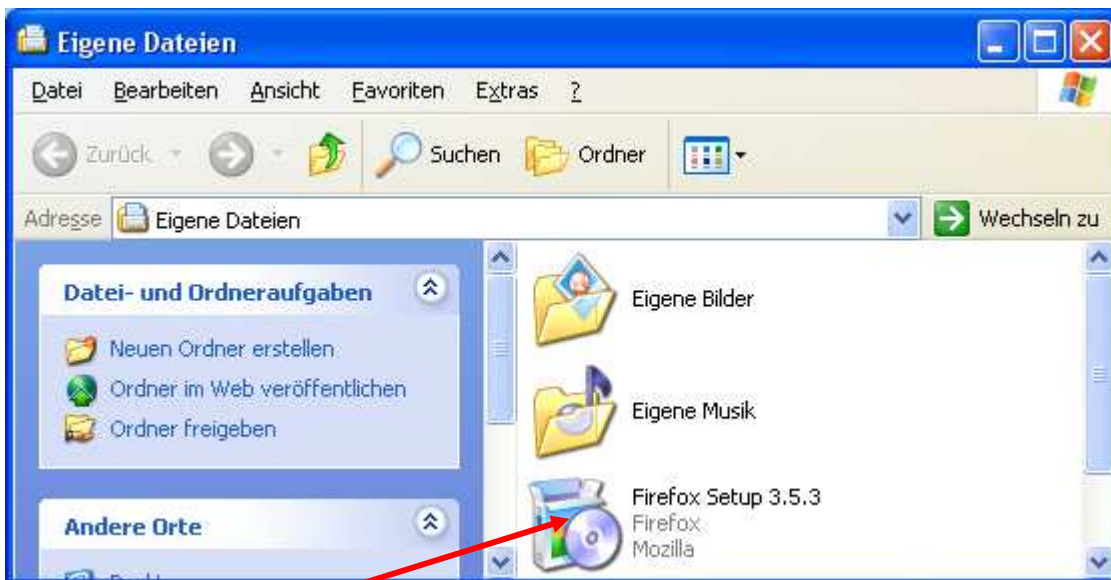 Eigene Dateien
Datei Bearbeiten Ansicht Favoriten Extras ?
Zurück Suchen Ordner
Adresse Eigene Dateien Wechseln zu
Datei- und Ordneraufgaben
Neuen Ordner erstellen
Ordner im Web veröffentlichen
Ordner freigeben
Andere Orte
Eigene Bilder
Eigene Musik
Firefox Setup 3.5.3
Firefox
Mozilla